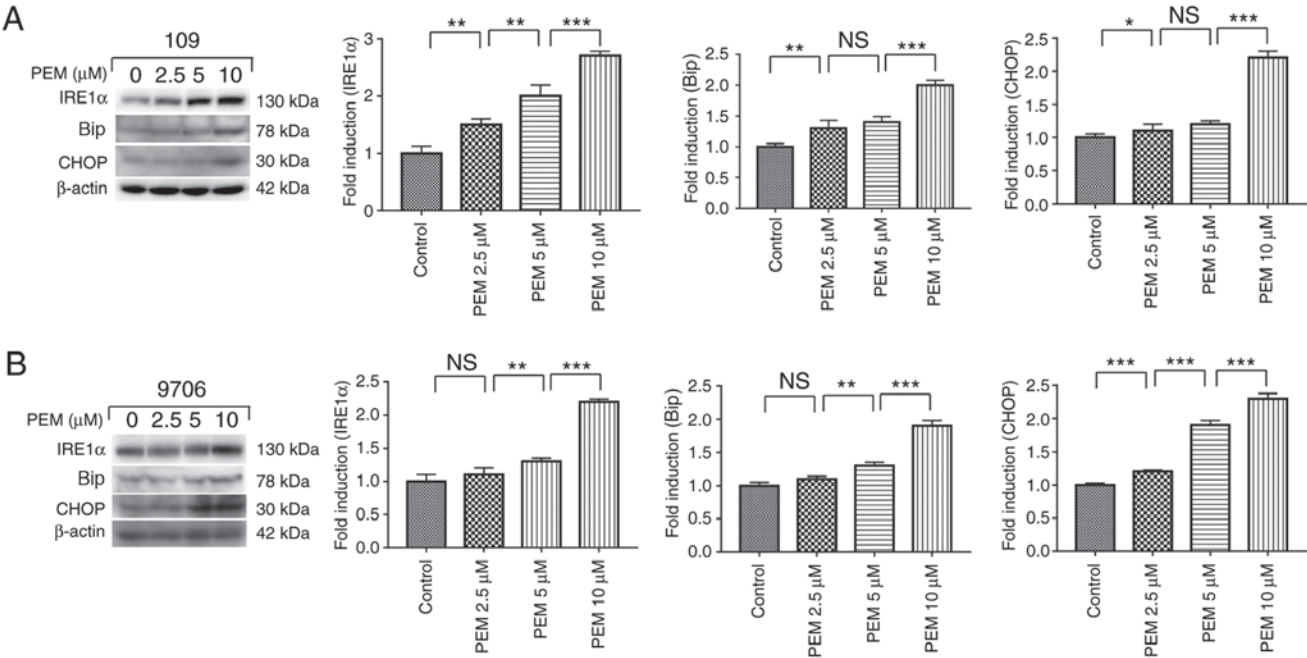 A
109
PEM (µM) 0 2.5 5 10
IRE1α 130 kDa
Bip 78 kDa
CHOP 30 kDa
β-actin 42 kDa
** ** ***
Fold induction (IRE1α)
3
2
1
0
Control
PEM 2.5 µM
PEM 5 µM
PEM 10 µM
** NS ***
Fold induction (Bip)
2.5
2.0
1.5
1.0
0.5
0.0
Control
PEM 2.5 µM
PEM 5 µM
PEM 10 µM
* NS ***
Fold induction (CHOP)
2.5
2.0
1.5
1.0
0.5
0.0
Control
PEM 2.5 µM
PEM 5 µM
PEM 10 µM
B
9706
PEM (µM) 0 2.5 5 10
IRE1α 130 kDa
Bip 78 kDa
CHOP 30 kDa
β-actin 42 kDa
NS ** ***
Fold induction (IRE1α)
2.5
2.0
1.5
1.0
0.5
0.0
Control
PEM 2.5 µM
PEM 5 µM
PEM 10 µM
NS ** ***
Fold induction (Bip)
2.5
2.0
1.5
1.0
0.5
0.0
Control
PEM 2.5 µM
PEM 5 µM
PEM 10 µM
*** *** ***
Fold induction (CHOP)
2.5
2.0
1.5
1.0
0.5
0.0
Control
PEM 2.5 µM
PEM 5 µM
PEM 10 µM